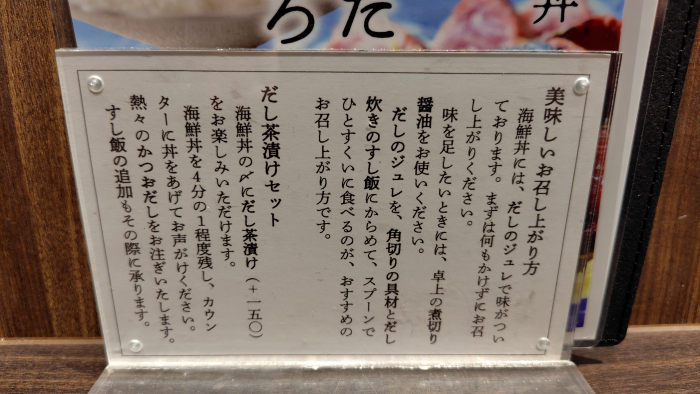 丼
た
ろ
美味しいお召し上がり方
海鮮丼には、だしのジュレで味がつい
ております。まずは何もかけずにお召
し上がりください。
味を足したいときには、卓上の煮切り
醤油をお使いください。
だしのジュレを、角切りの具材とだし
炊きのすし飯にからめて、スプーンで
ひとすくいに食べるのが、おすすめの
お召し上がり方です。
だし茶漬けセット
海鮮丼の〆にだし茶漬け（＋一五〇）
をお楽しみいただけます。
海鮮丼を４分の１程度残し、カウン
ターに丼をあげてお声がけください。
熱々のかつおだしをお注ぎいたします。
すし飯の追加もその際に承ります。